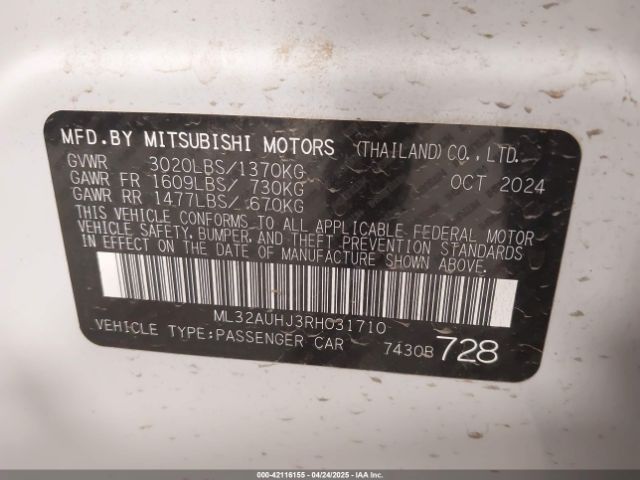 MFD.BY MITSUBISHI MOTORS (THAILAND) CO., LTD.
GVWR 3020LBS/1370KG OCT 2024
GAWR FR 1609LBS/ 730KG
GAWR RR 1477LBS/ 670KG
THIS VEHICLE CONFORMS TO ALL APPLICABLE FEDERAL MOTOR
VEHICLE SAFETY, BUMPER, AND THEFT PREVENTION STANDARDS
IN EFFECT ON THE DATE OF MANUFACTURE SHOWN ABOVE.
ML32AUHJ3RH031710
VEHICLE TYPE:PASSENGER CAR 7430B 728
000-42116155 - 04/24/2025 - IAAI.CA